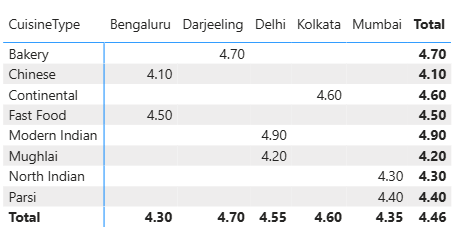 CuisineType Bengaluru Darjeeling Delhi Kolkata Mumbai Total
Bakery 4.70 4.70
Chinese 4.10 4.10
Continental 4.60 4.60
Fast Food 4.50 4.50
Modern Indian 4.90 4.90
Mughlai 4.20 4.20
North Indian 4.30 4.30
Parsi 4.40 4.40
Total 4.30 4.70 4.55 4.60 4.35 4.46